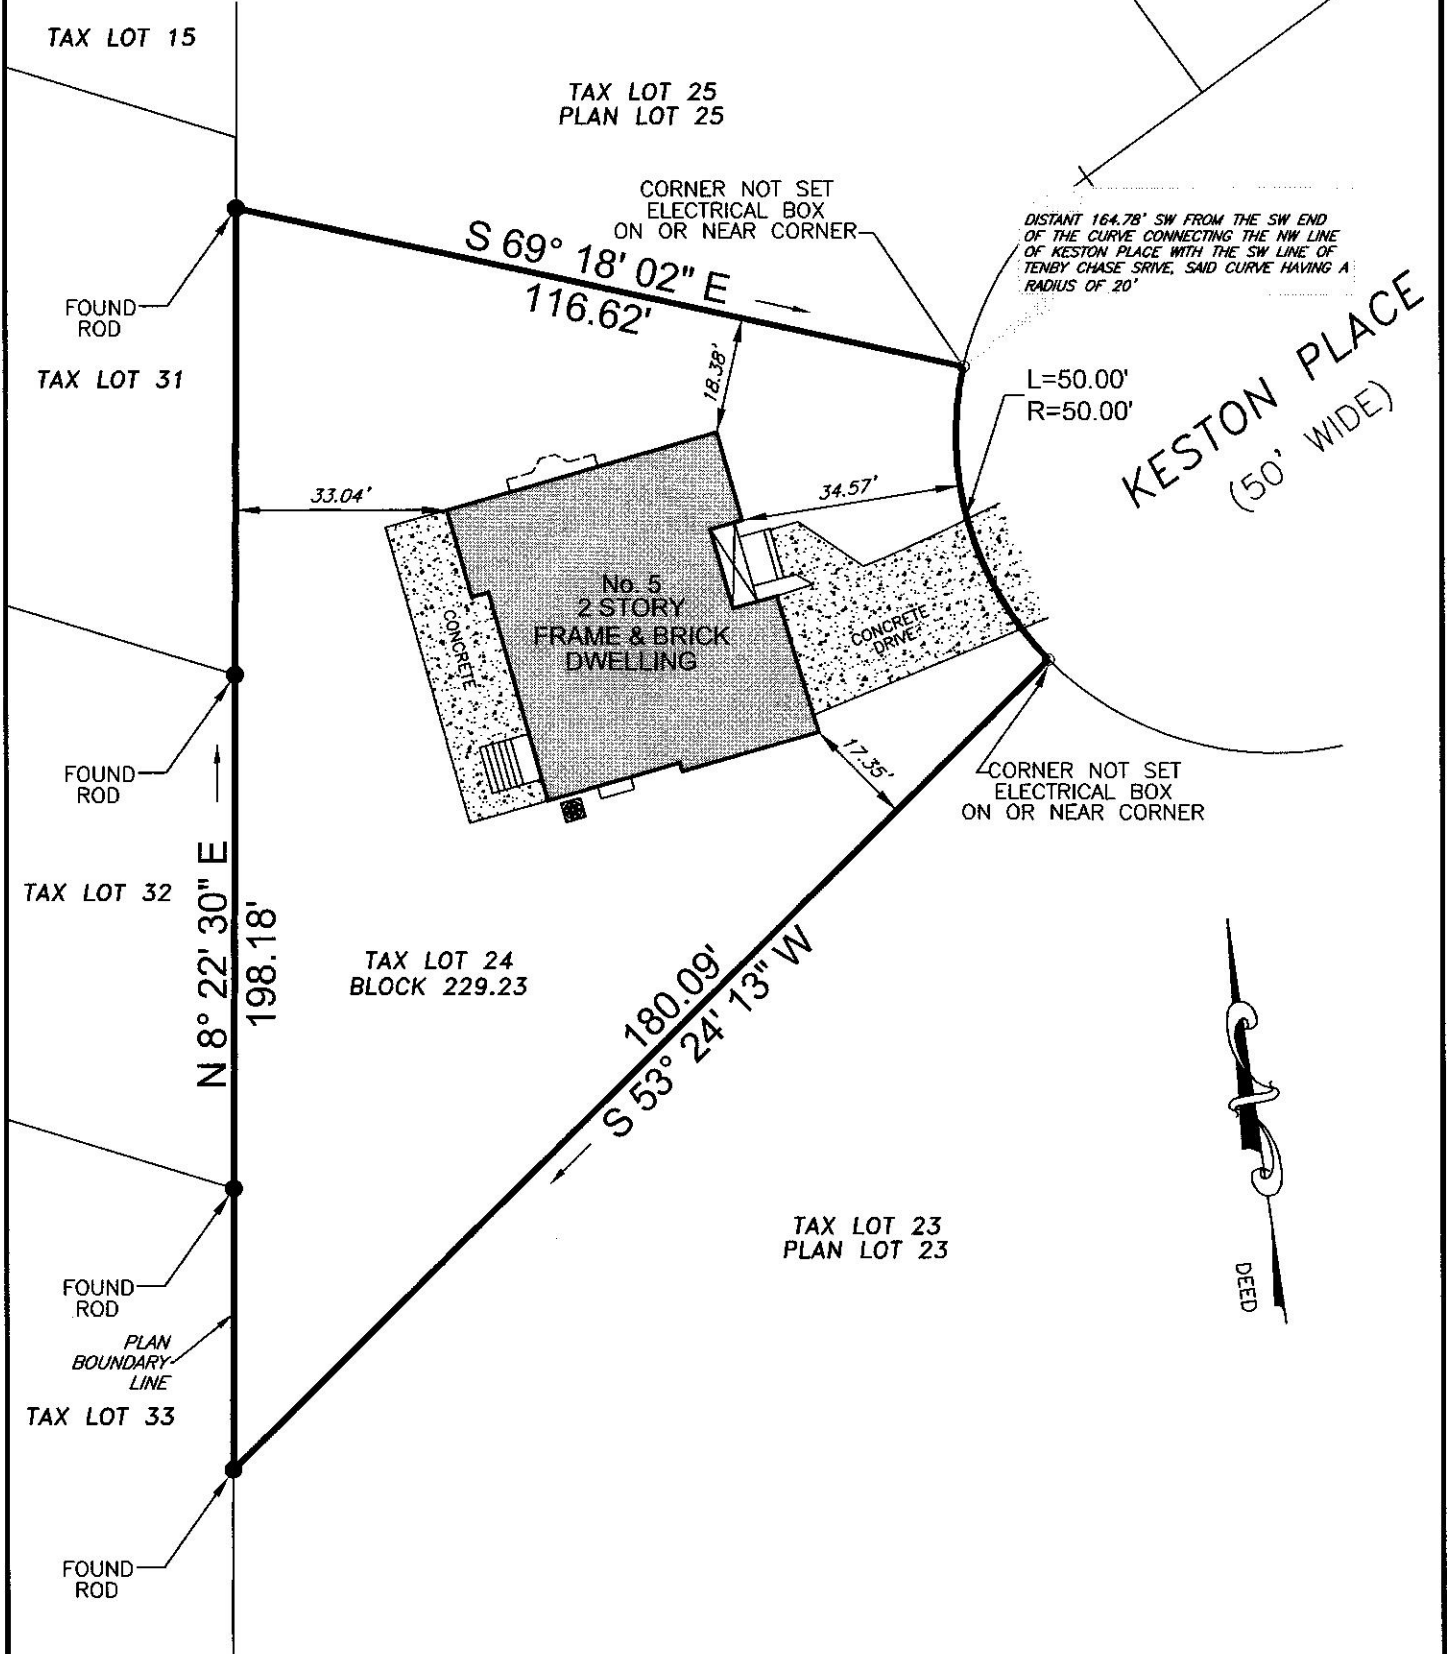 TAX LOT 15
TAX LOT 25
PLAN LOT 25
CORNER NOT SET
ELECTRICAL BOX
ON OR NEAR CORNER
DISTANT 164.78' SW FROM THE SW END
OF THE CURVE CONNECTING THE NW LINE
OF KESTON PLACE WITH THE SW LINE OF
TENBY CHASE SRIVE, SAID CURVE HAVING A
RADIUS OF 20'
S 69° 18' 02" E
116.62'
FOUND
ROD
TAX LOT 31
18.38'
L=50.00'
R=50.00'
KESTON PLACE
(50' WIDE)
33.04'
34.57'
No. 5
2 STORY
FRAME & BRICK
DWELLING
CONCRETE
CONCRETE
DRIVE
17.35'
FOUND
ROD
CORNER NOT SET
ELECTRICAL BOX
ON OR NEAR CORNER
TAX LOT 32
N 8° 22' 30" E
198.18'
TAX LOT 24
BLOCK 229.23
180.09'
S 53° 24' 13" W
TAX LOT 23
PLAN LOT 23
DEED
FOUND
ROD
PLAN
BOUNDARY
LINE
TAX LOT 33
FOUND
ROD